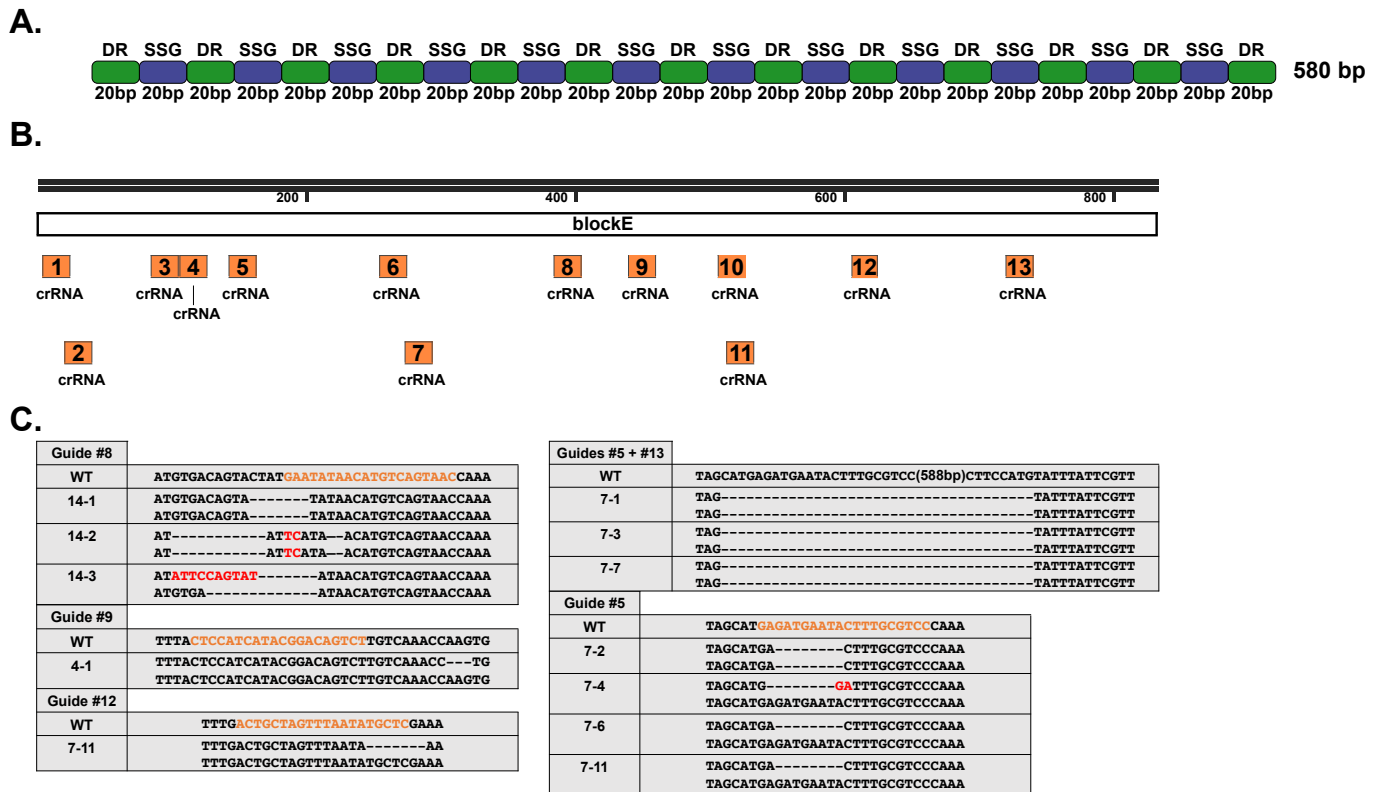 A.
DR SSG DR SSG DR SSG DR SSG DR SSG DR SSG DR SSG DR SSG DR SSG DR SSG DR SSG DR SSG DR
580 bp
20bp 20bp 20bp 20bp 20bp 20bp 20bp 20bp 20bp 20bp 20bp 20bp 20bp 20bp 20bp 20bp 20bp 20bp 20bp 20bp 20bp 20bp 20bp 20bp 20bp
B.
200 400 600 800
blockE
1 3 4 5 6 8 9 10 12 13
crRNA crRNA crRNA crRNA crRNA crRNA crRNA crRNA crRNA
crRNA
2 7 11
crRNA crRNA crRNA
C.
Guide #8
WT ATGTGACAGTACTATGAATATAACATGTCAGTAACCAAA
14-1 ATGTGACAGTA-------TATAACATGTCAGTAACCAAA
ATGTGACAGTA-------TATAACATGTCAGTAACCAAA
14-2 AT-----------ATTCATA--ACATGTCAGTAACCAAA
AT-----------ATTCATA--ACATGTCAGTAACCAAA
14-3 ATATTCCAGTAT-------ATAACATGTCAGTAACCAAA
ATGTGA-------------ATAACATGTCAGTAACCAAA
Guide #9
WT TTTACTCCATCATACGGACAGTCTTGTCAAACCAAGTG
4-1 TTTACTCCATCATACGGACAGTCTTGTCAAACC---TG
TTTACTCCATCATACGGACAGTCTTGTCAAACCAAGTG
Guide #12
WT TTTGACTGCTAGTTTAATATGCTCGAAA
7-11 TTTGACTGCTAGTTTAATA-------AA
TTTGACTGCTAGTTTAATATGCTCGAAA
Guides #5 + #13
WT TAGCATGAGATGAATACTTTGCGTCC(588bp)CTTCCATGTATTTATTCGTT
7-1 TAG------------------------------------TATTTATTCGTT
TAG------------------------------------TATTTATTCGTT
7-3 TAG------------------------------------TATTTATTCGTT
TAG------------------------------------TATTTATTCGTT
7-7 TAG------------------------------------TATTTATTCGTT
TAG------------------------------------TATTTATTCGTT
Guide #5
WT TAGCATGAGATGAATACTTTGCGTCCCAAA
7-2 TAGCATGA--------CTTTGCGTCCCAAA
TAGCATGA--------CTTTGCGTCCCAAA
7-4 TAGCATG--------GATTTGCGTCCCAAA
TAGCATGAGATGAATACTTTGCGTCCCAAA
7-6 TAGCATGA--------CTTTGCGTCCCAAA
TAGCATGAGATGAATACTTTGCGTCCCAAA
7-11 TAGCATGA--------CTTTGCGTCCCAAA
TAGCATGAGATGAATACTTTGCGTCCCAAA